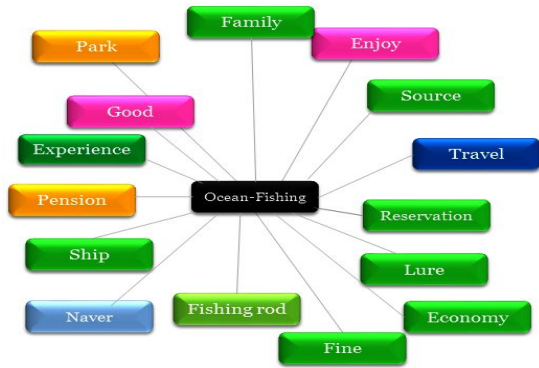 Family
Enjoy
Park
Source
Good
Experience
Travel
Pension
Ocean-Fishing
Reservation
Ship
Lure
Naver
Fishing rod
Economy
Fine